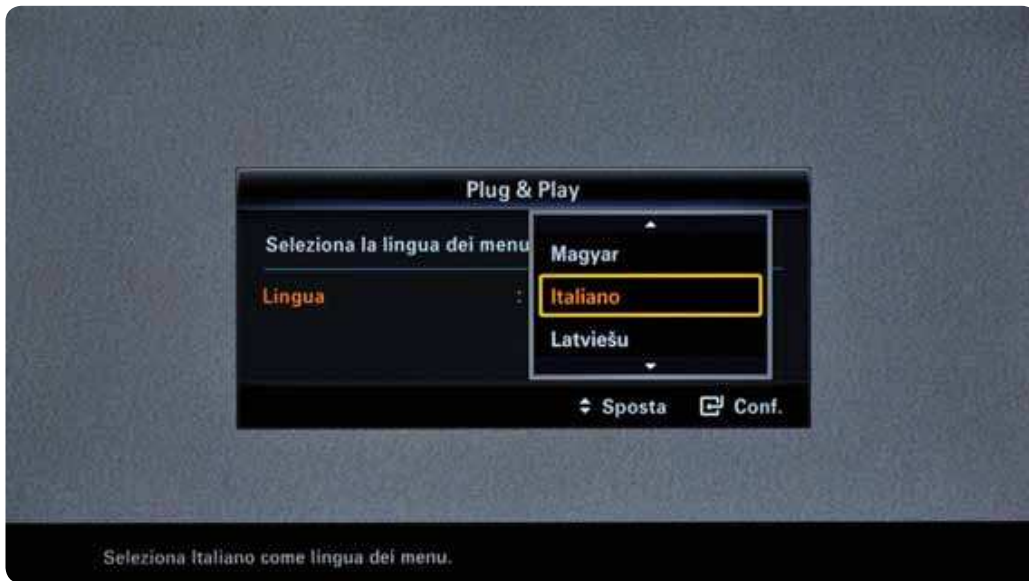 Plug & Play
Seleziona la lingua dei menu
Magyar
Lingua : Italiano
Latviešu
Sposta Conf.
Seleziona Italiano come lingua dei menu.